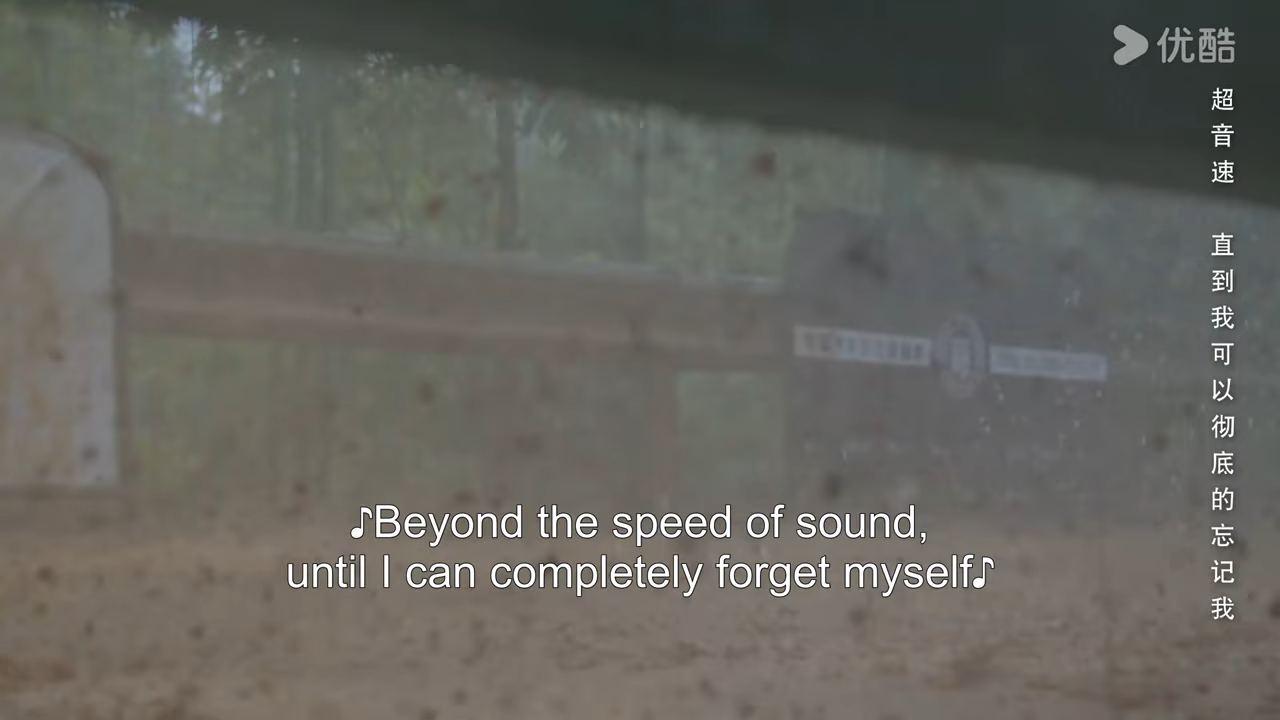 优酷
超音速 直到我可以彻底的忘记我
♪Beyond the speed of sound,
until I can completely forget myself♪